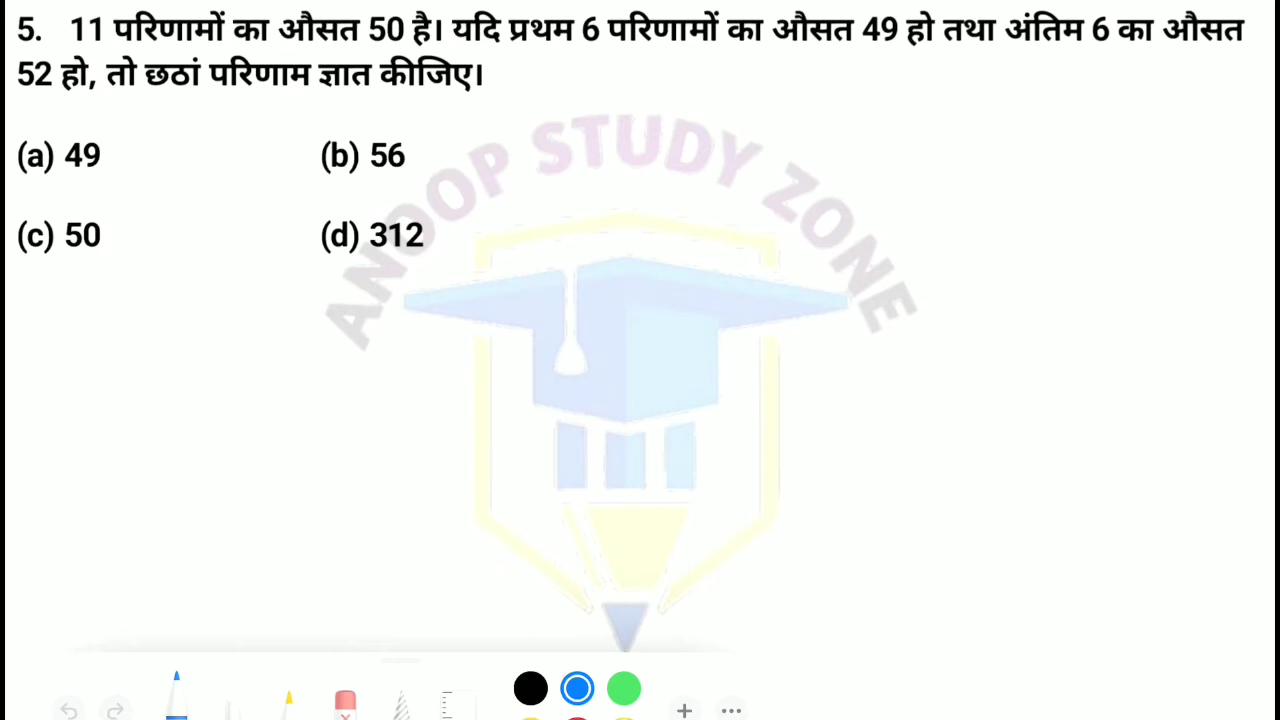 5. 11 परिणामों का औसत 50 है। यदि प्रथम 6 परिणामों का औसत 49 हो तथा अंतिम 6 का औसत
52 हो, तो छठां परिणाम ज्ञात कीजिए।
(a) 49 (b) 56
(c) 50 (d) 312
ANOOP STUDY ZONE